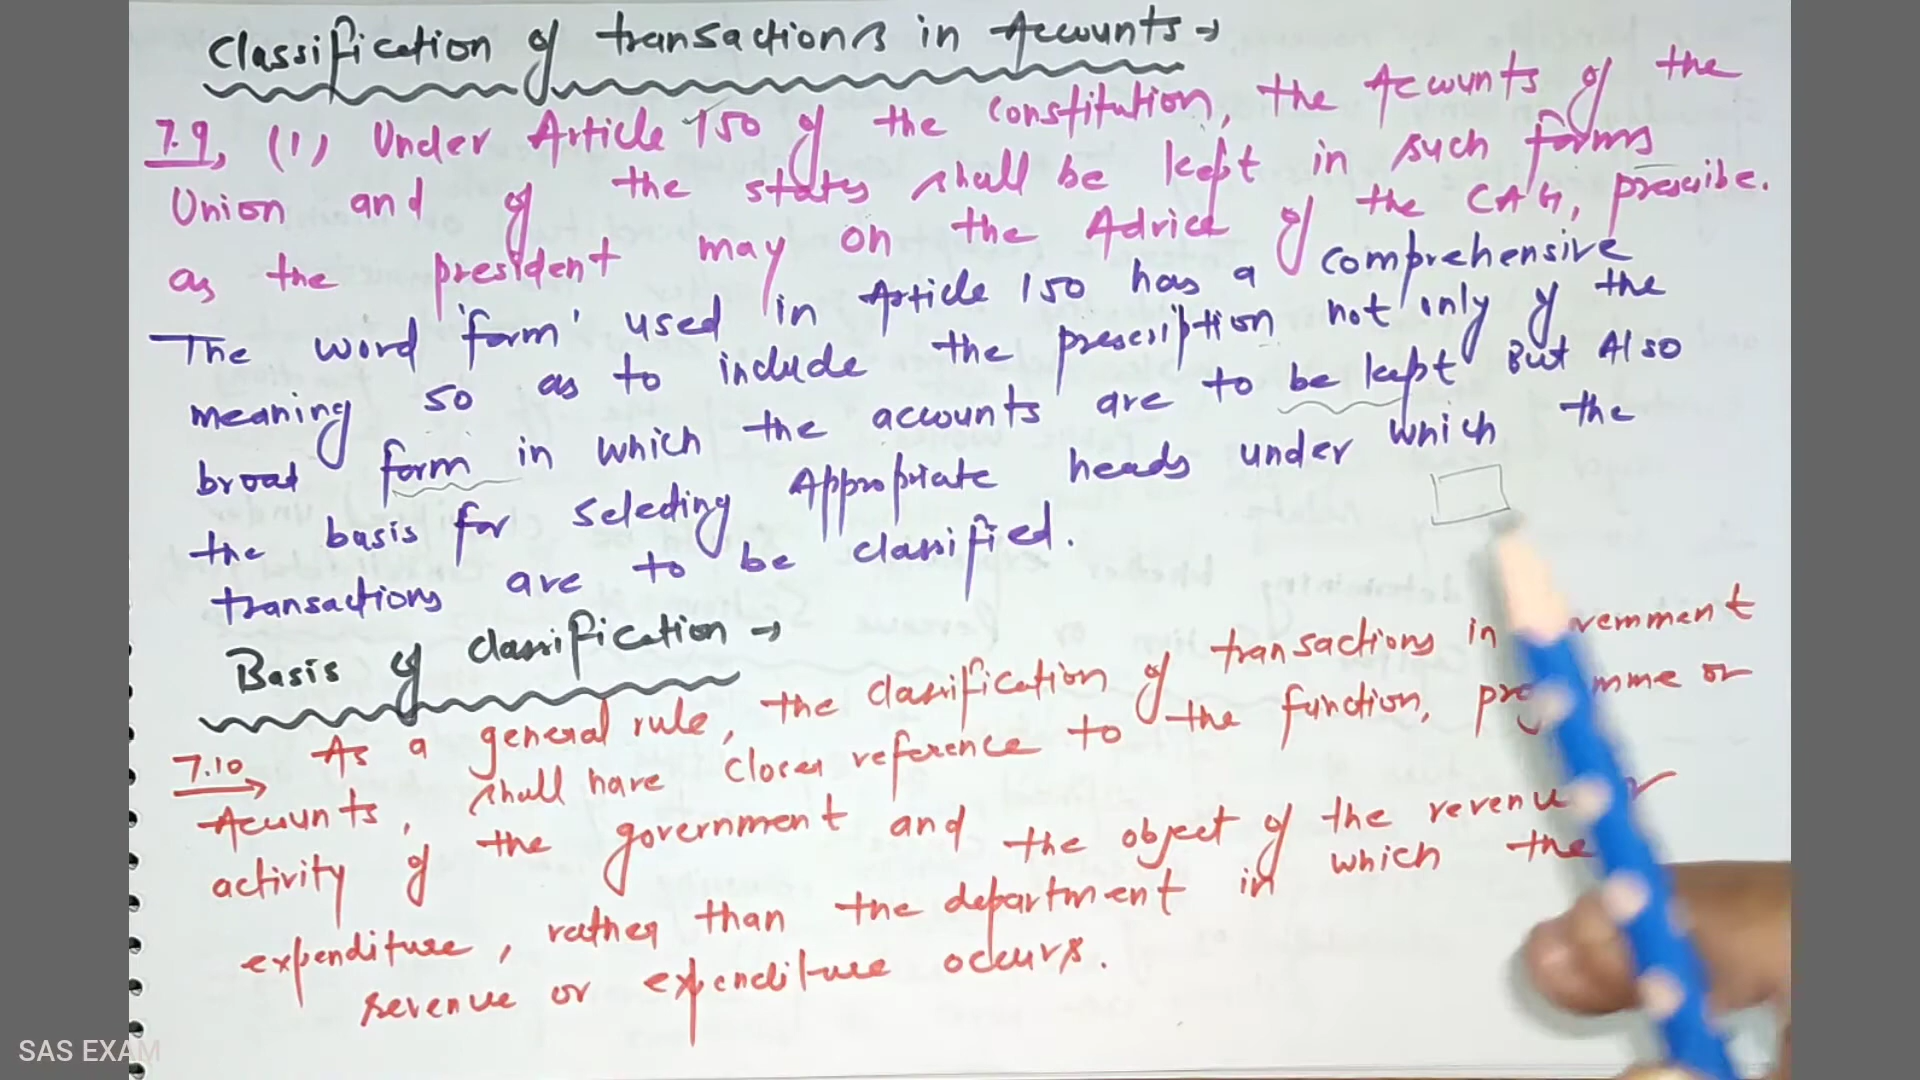 Classification of transactions in Accounts →
7.9, (1) Under Article 150 of the constitution, the Accounts of the
Union and of the states shall be kept in such forms
as the president may on the Advice of the CAG, prescribe.
The word 'form' used in Article 150 has a comprehensive
meaning so as to include the prescription not only of the
broad form in which the accounts are to be kept But Also
the basis for selecting Appropriate heads under which the
transactions are to be classified.
Basis of classification →
7.10 As a general rule, the classification of transactions in vernment
Accounts, shall have closer reference to the function, mme or
activity of the government and the object of the revenue
expenditure, rather than the department in which the
revenue or expenditure occurs.
SAS EXAM